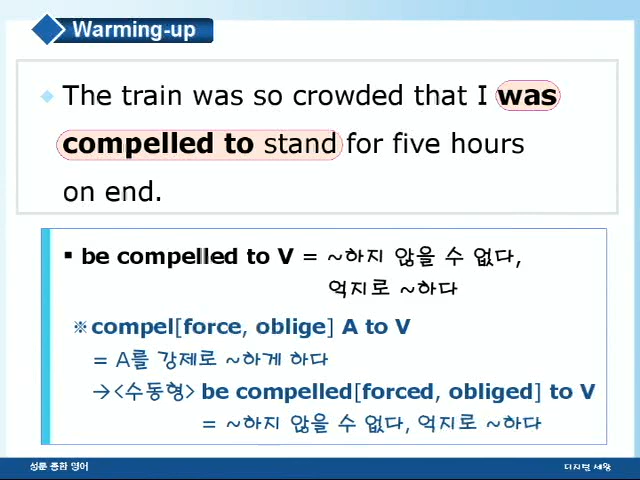 Warming-up
The train was so crowded that I was
compelled to stand for five hours
on end.
▪ be compelled to V = ~하지 않을 수 없다,
억지로 ~하다
※ compel[force, oblige] A to V
= A를 강제로 ~하게 하다
→<수동형> be compelled[forced, obliged] to V
= ~하지 않을 수 없다, 억지로 ~하다
성문 종합 영어
디지털 세왕